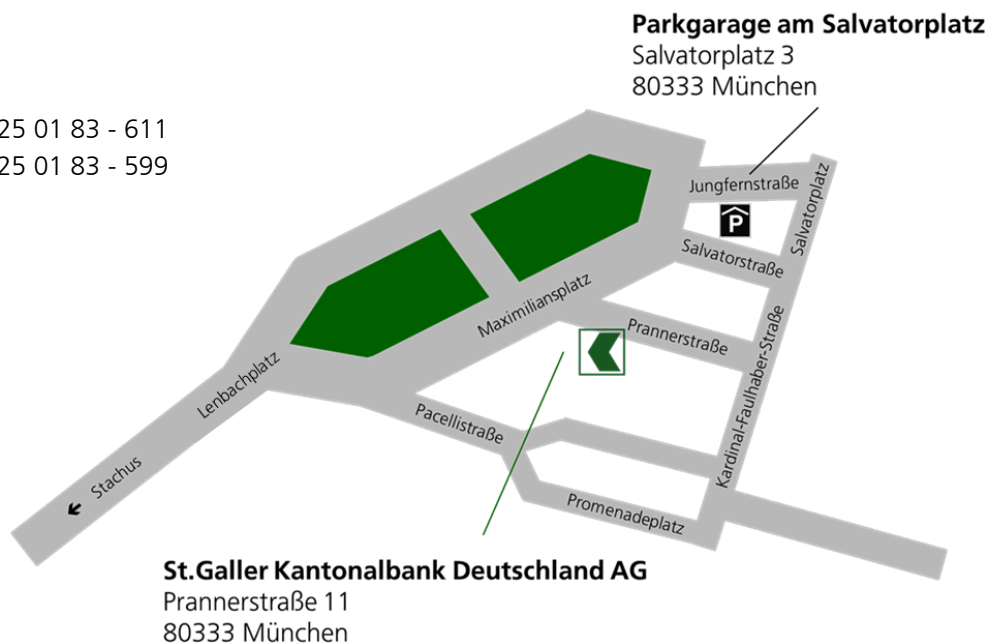 Parkgarage am Salvatorplatz
Salvatorplatz 3
80333 München
25 01 83 - 611
25 01 83 - 599
Jungfernstraße
Salvatorplatz
P
Salvatorstraße
Maximiliansplatz
Prannerstraße
Kardinal-Faulhaber-Straße
Lenbachplatz
Pacellistraße
Stachus
Promenadeplatz
St.Galler Kantonalbank Deutschland AG
Prannerstraße 11
80333 München